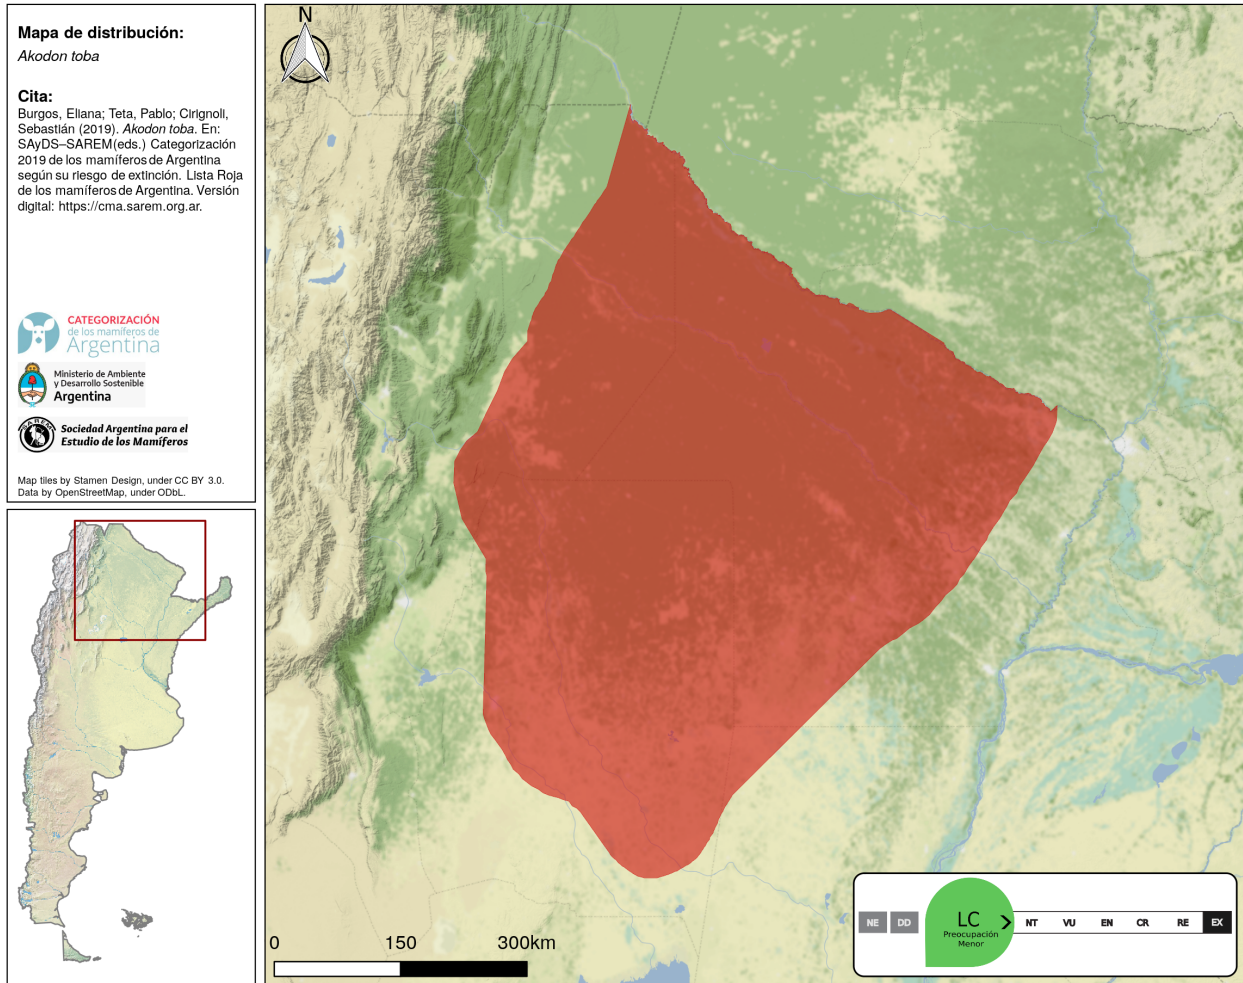 Mapa de distribución:
Akodon toba
Cita:
Burgos, Eliana; Teta, Pablo; Cirignoli,
Sebastián (2019). Akodon toba. En:
SAyDS–SAREM(eds.) Categorización
2019 de los mamíferos de Argentina
según su riesgo de extinción. Lista Roja
de los mamíferos de Argentina. Versión
digital: https://cma.sarem.org.ar.
CATEGORIZACIÓN
de los mamíferos de
Argentina
Ministerio de Ambiente
y Desarrollo Sostenible
Argentina
SAREM
Sociedad Argentina para el
Estudio de los Mamíferos
Map tiles by Stamen Design, under CC BY 3.0.
Data by OpenStreetMap, under ODbL.
N
0 150 300km
NE DD LC NT VU EN CR RE EX
Preocupación
Menor